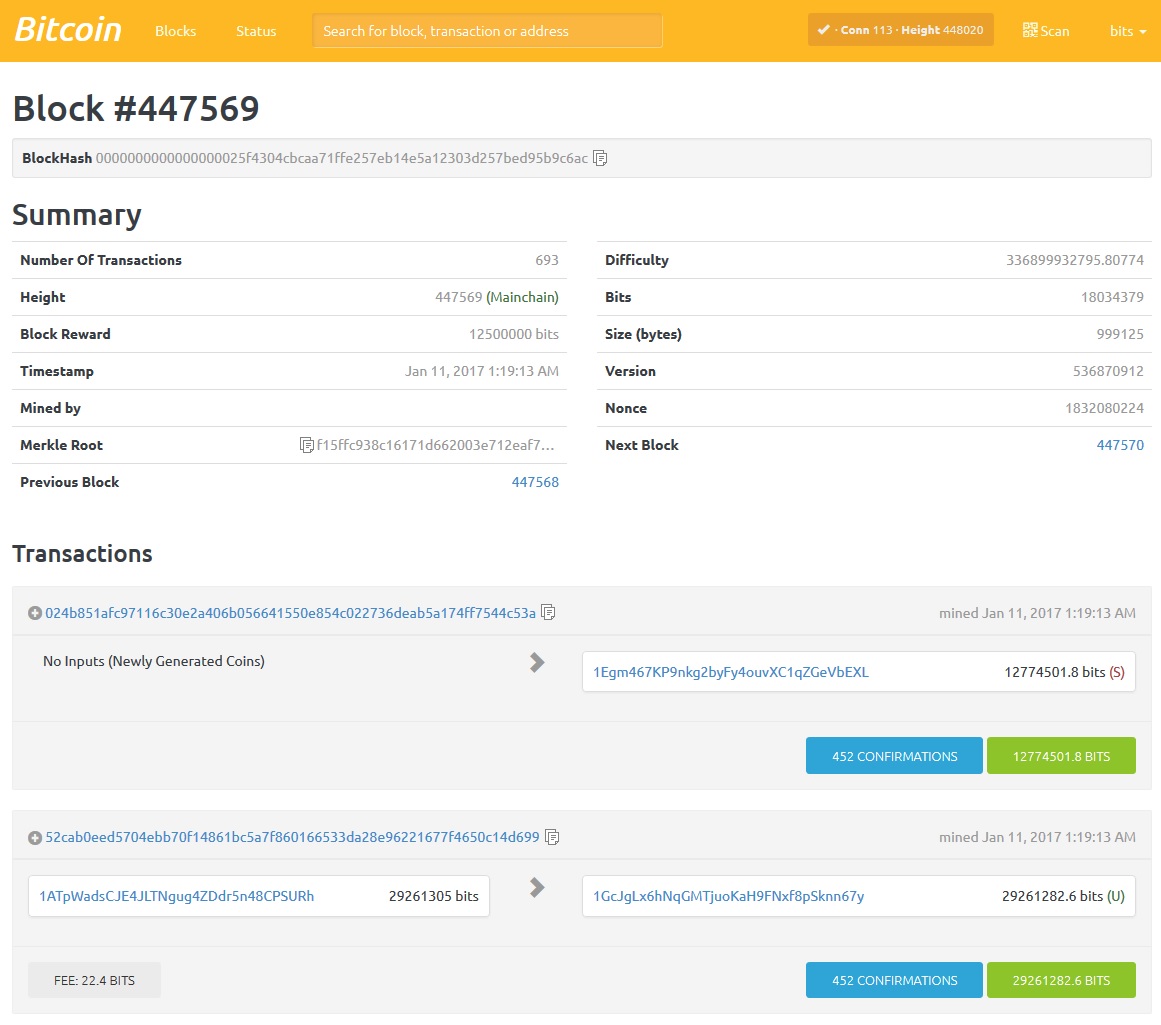 Bitcoin Blocks Status Search for block, transaction or address ✔ · Conn 113 · Height 448020 Scan bits
Block #447569
BlockHash 0000000000000000025f4304cbcaa71ffe257eb14e5a12303d257bed95b9c6ac
Summary
Number Of Transactions 693
Height 447569 (Mainchain)
Block Reward 12500000 bits
Timestamp Jan 11, 2017 1:19:13 AM
Mined by
Merkle Root f15ffc938c16171d662003e712eaf7...
Previous Block 447568
Difficulty 336899932795.80774
Bits 18034379
Size (bytes) 999125
Version 536870912
Nonce 1832080224
Next Block 447570
Transactions
024b851afc97116c30e2a406b056641550e854c022736deab5a174ff7544c53a mined Jan 11, 2017 1:19:13 AM
No Inputs (Newly Generated Coins) 1Egm467KP9nkg2byFy4ouvXC1qZGeVbEXL 12774501.8 bits (S)
452 CONFIRMATIONS 12774501.8 BITS
52cab0eed5704ebb70f14861bc5a7f860166533da28e96221677f4650c14d699 mined Jan 11, 2017 1:19:13 AM
1ATpWadsCJE4JLTNgug4ZDdr5n48CPSURh 29261305 bits 1GcJgLx6hNqGMTjuoKaH9FNxf8pSknn67y 29261282.6 bits (U)
FEE: 22.4 BITS 452 CONFIRMATIONS 29261282.6 BITS